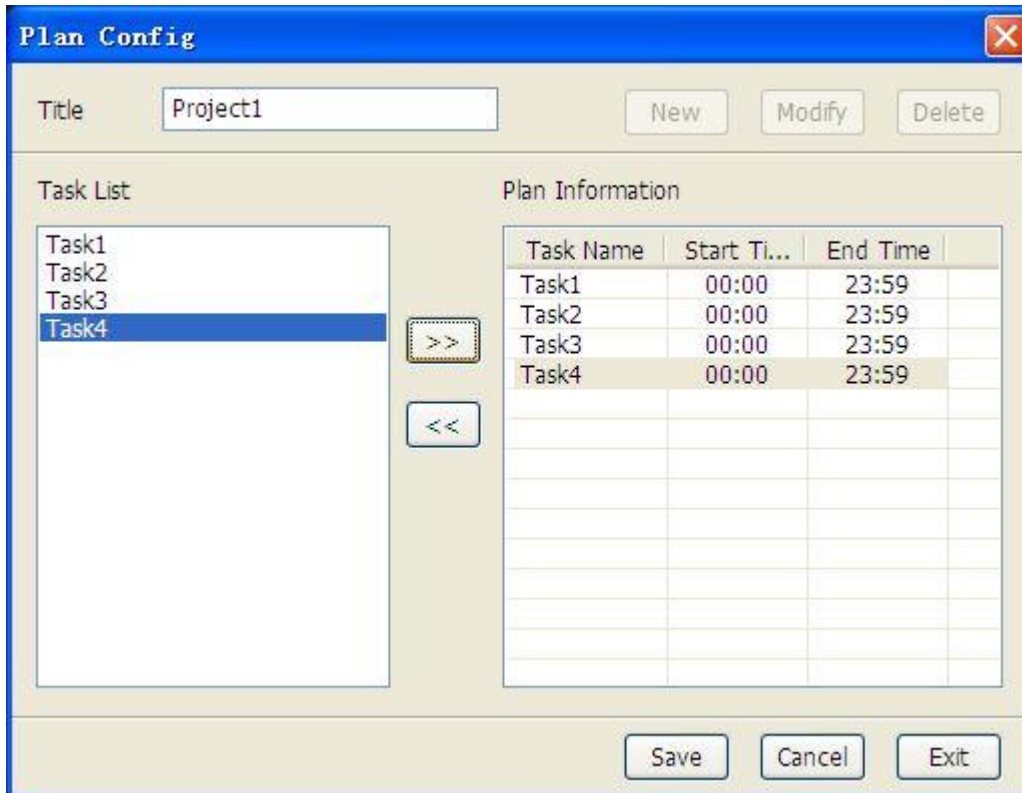 Plan Config
Title Project1 New Modify Delete
Task List Plan Information
Task1
Task2
Task3
Task4
>>
<<
Task Name Start Ti... End Time
Task1 00:00 23:59
Task2 00:00 23:59
Task3 00:00 23:59
Task4 00:00 23:59
Save Cancel Exit